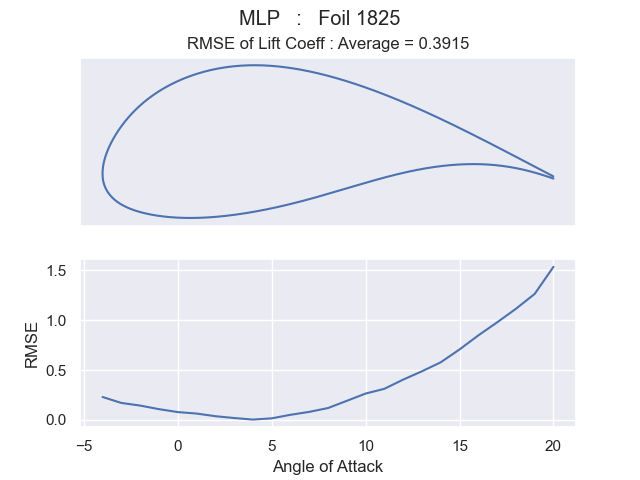 MLP   :   Foil 1825
RMSE of Lift Coeff : Average = 0.3915
1.5
1.0
0.5
0.0
RMSE
−5 0 5 10 15 20
Angle of Attack